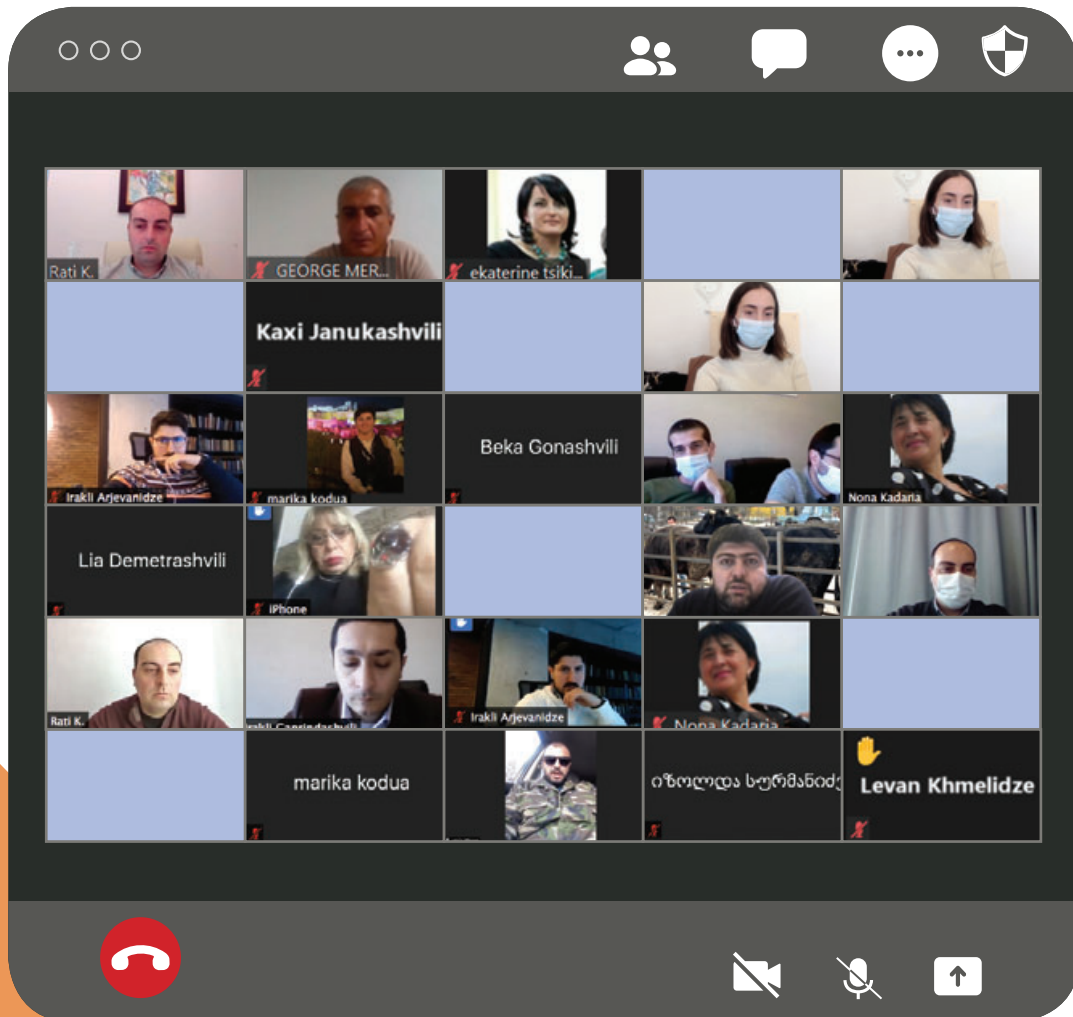 Rati K.
GEORGE MER...
ekaterine tsiki...
Kaxi Janukashvili
Irakli Arjevanidze
marika kodua
Beka Gonashvili
Nona Kadaria
Lia Demetrashvili
iPhone
Rati K.
Irakli Arjevanidze
Nona Kadaria
marika kodua
იზოლდა სურმანიძე
Levan Khmelidze